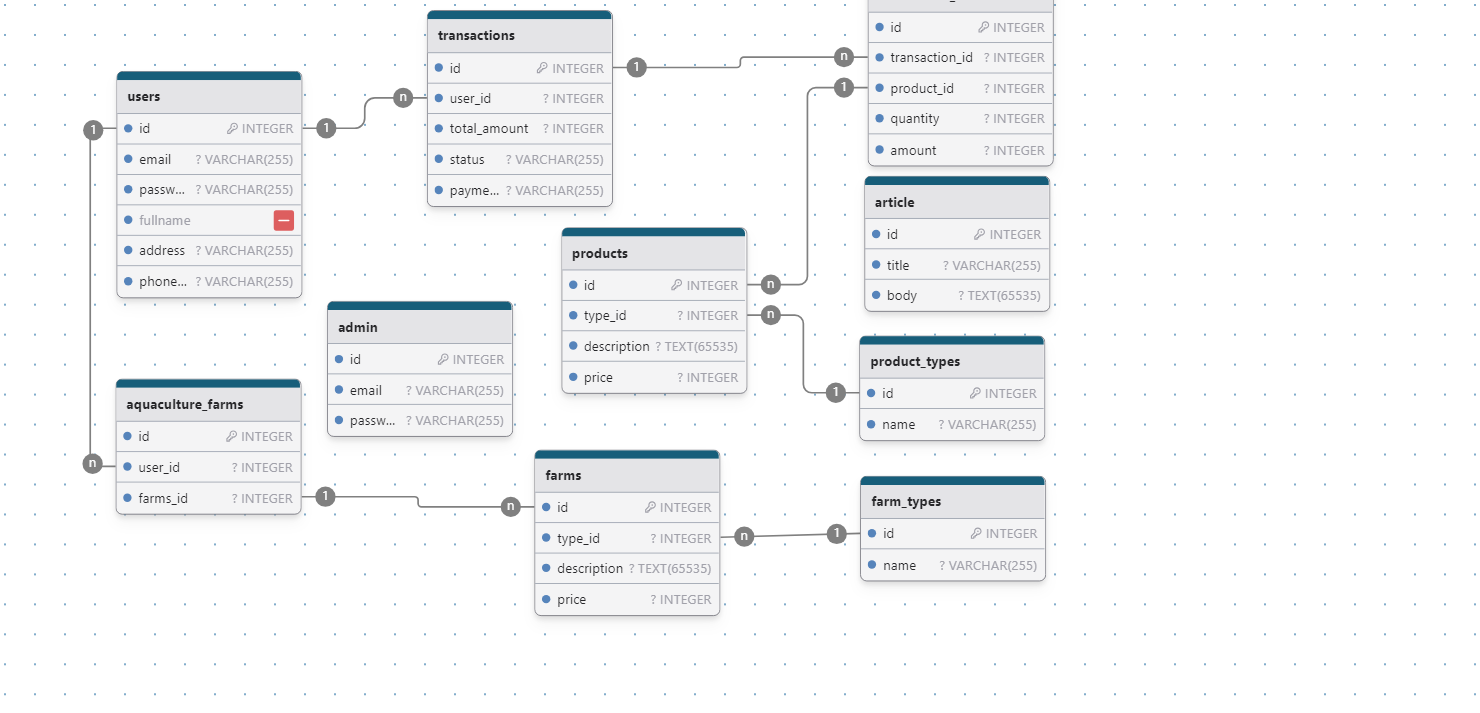 transactions
id INTEGER
user_id ? INTEGER
total_amount ? INTEGER
status ? VARCHAR(255)
payme... ? VARCHAR(255)
id INTEGER
transaction_id ? INTEGER
product_id ? INTEGER
quantity ? INTEGER
amount ? INTEGER
users
id INTEGER
email ? VARCHAR(255)
passw... ? VARCHAR(255)
fullname
address ? VARCHAR(255)
phone... ? VARCHAR(255)
article
id INTEGER
title ? VARCHAR(255)
body ? TEXT(65535)
products
id INTEGER
type_id ? INTEGER
description ? TEXT(65535)
price ? INTEGER
admin
id INTEGER
email ? VARCHAR(255)
passw... ? VARCHAR(255)
product_types
id INTEGER
name ? VARCHAR(255)
aquaculture_farms
id INTEGER
user_id ? INTEGER
farms_id ? INTEGER
farms
id INTEGER
type_id ? INTEGER
description ? TEXT(65535)
price ? INTEGER
farm_types
id INTEGER
name ? VARCHAR(255)
1
n
1
n
1
n
1
n
n
1
1
n
n
1